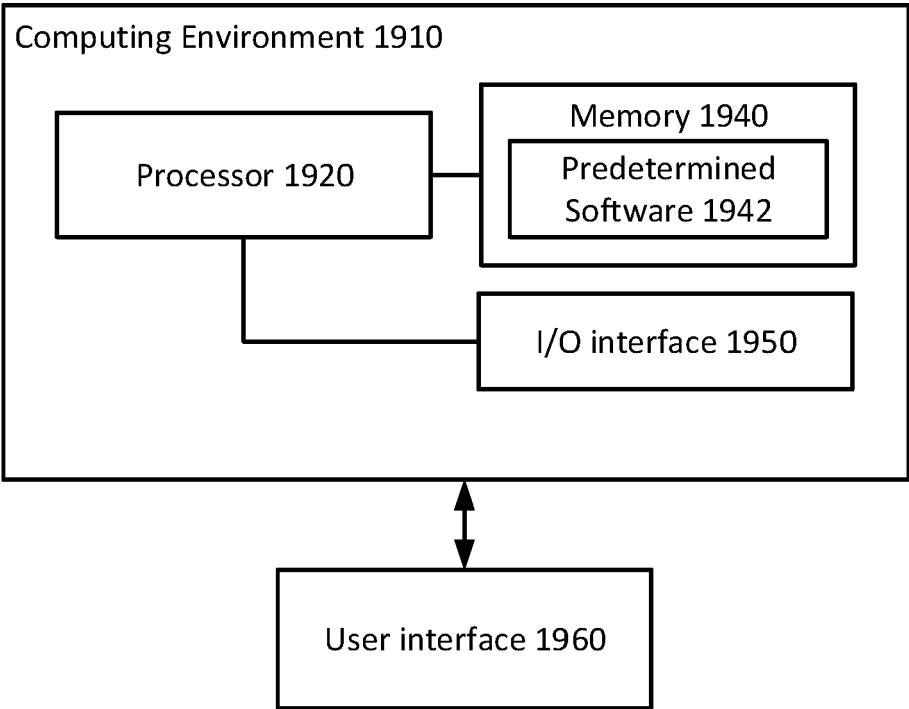 Computing Environment 1910
Processor 1920
Memory 1940
Predetermined
Software 1942
I/O interface 1950
User interface 1960